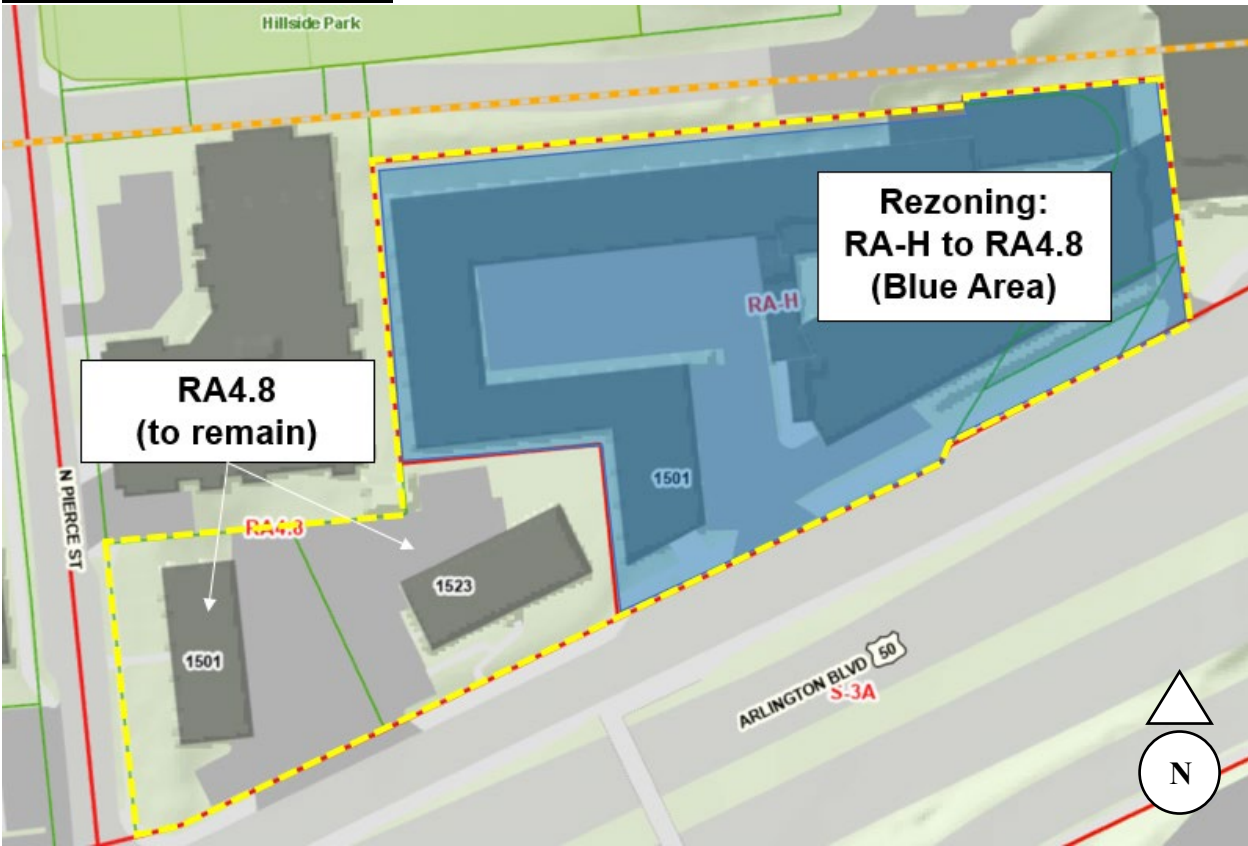 Hillside Park
Rezoning:
RA-H to RA4.8
(Blue Area)
RA-H
RA4.8
(to remain)
1501
N PIERCE ST
RA4.8
1523
1501
ARLINGTON BLVD 50
S-3A
N